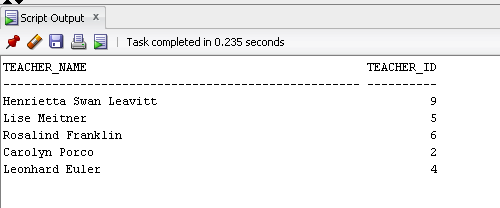 Script Output x
Task completed in 0.235 seconds
TEACHER_NAME TEACHER_ID
-------------------------------------------------- ----------
Henrietta Swan Leavitt 9
Lise Meitner 5
Rosalind Franklin 6
Carolyn Porco 2
Leonhard Euler 4